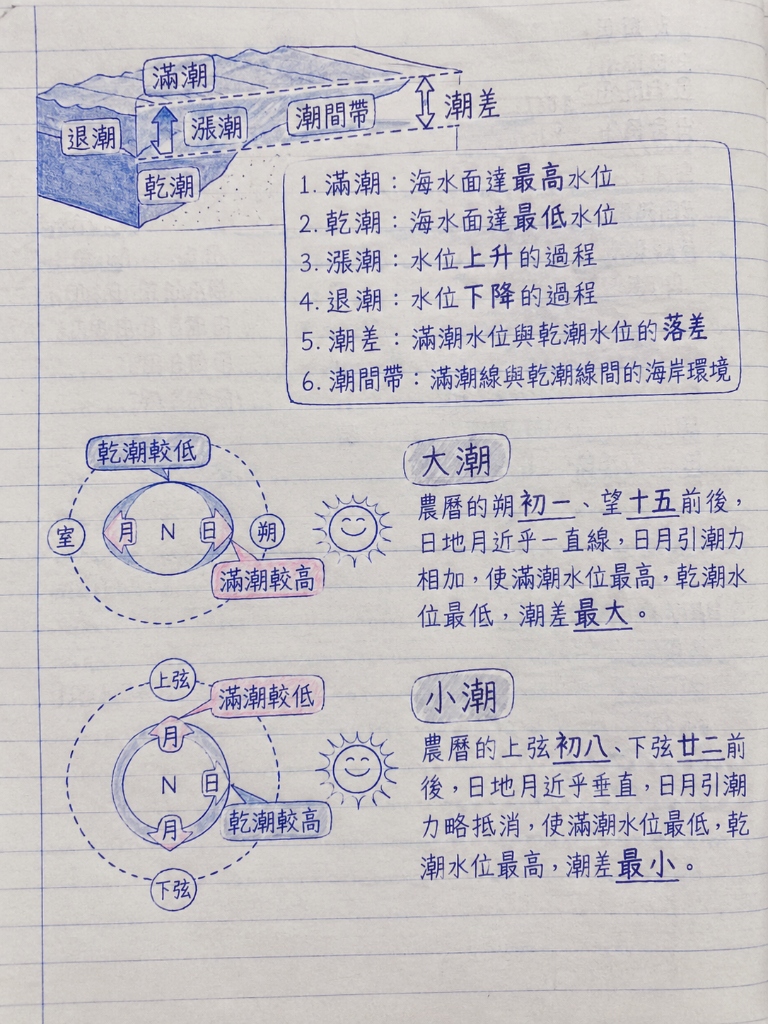 滿潮
退潮
漲潮
潮間帶
潮差
乾潮
1. 滿潮：海水面達最高水位
2. 乾潮：海水面達最低水位
3. 漲潮：水位上升的過程
4. 退潮：水位下降的過程
5. 潮差：滿潮水位與乾潮水位的落差
6. 潮間帶：滿潮線與乾潮線間的海岸環境
乾潮較低
室
月
N
日
朔
滿潮較高
大潮
農曆的朔初一、望十五前後，
日地月近乎一直線，日月引潮力
相加，使滿潮水位最高，乾潮水
位最低，潮差最大。
上弦
滿潮較低
月
N
日
月
乾潮較高
下弦
小潮
農曆的上弦初八、下弦廿二前
後，日地月近乎垂直，日月引潮
力略抵消，使滿潮水位最低，乾
潮水位最高，潮差最小。